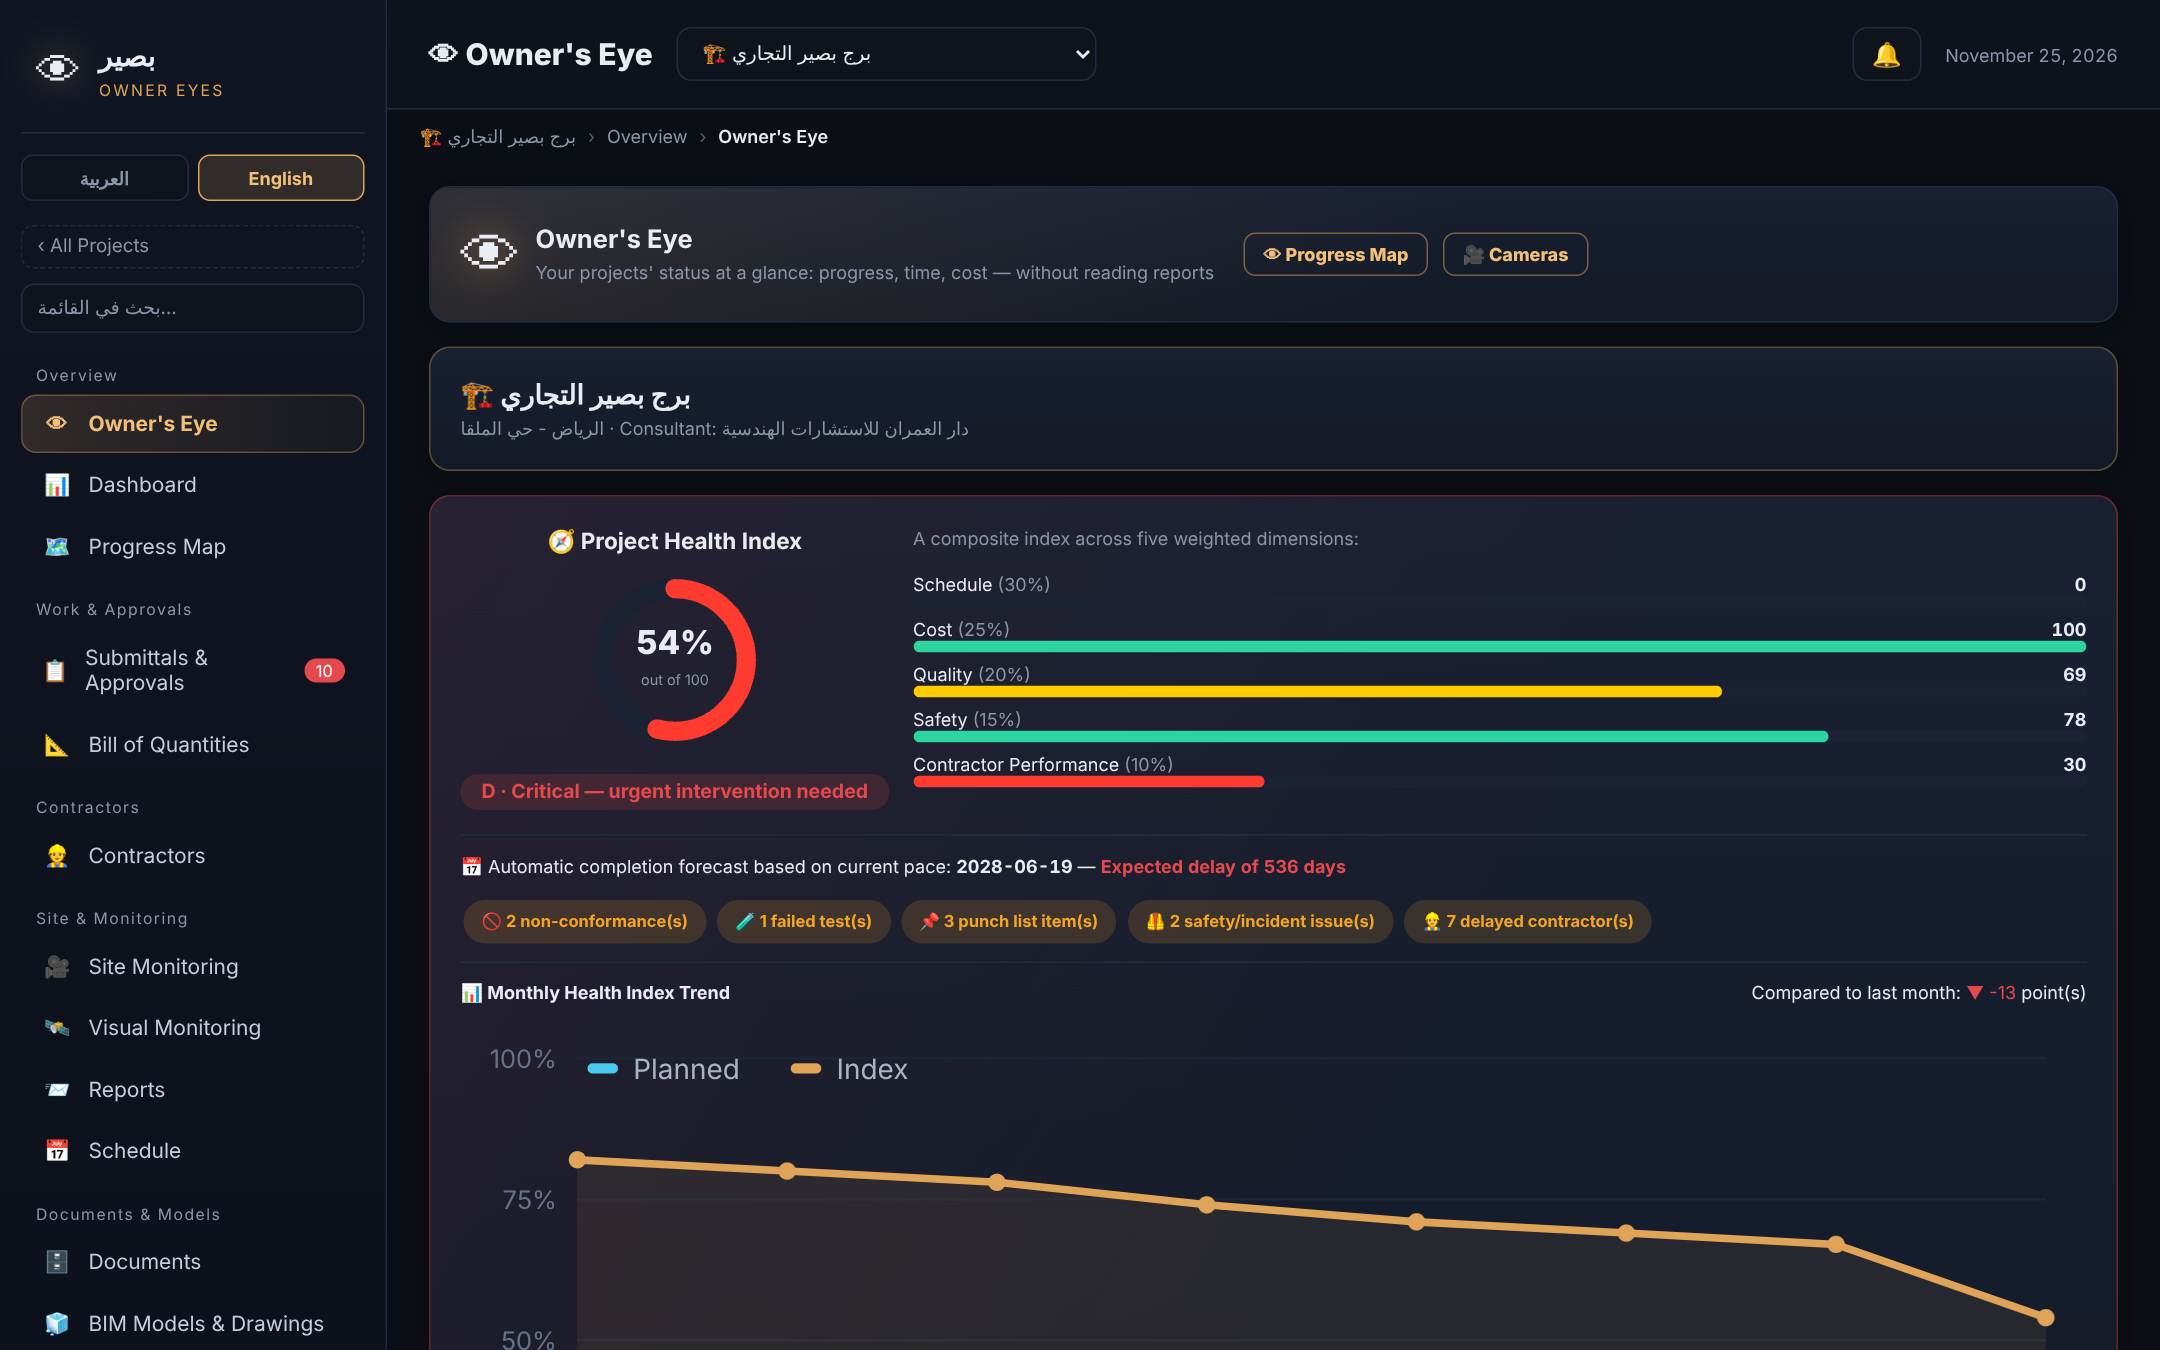 بصير
OWNER EYES
العربية
English
‹ All Projects
بحث في القائمة...
Overview
Owner's Eye
Dashboard
Progress Map
Work & Approvals
Submittals &
Approvals
10
Bill of Quantities
Contractors
Contractors
Site & Monitoring
Site Monitoring
Visual Monitoring
Reports
Schedule
Documents & Models
Documents
BIM Models & Drawings
Owner's Eye
برج بصير التجاري
November 25, 2026
برج بصير التجاري › Overview › Owner's Eye
Owner's Eye
Your projects' status at a glance: progress, time, cost — without reading reports
Progress Map
Cameras
برج بصير التجاري
الرياض - حي الملقا · Consultant: دار العمران للاستشارات الهندسية
Project Health Index
54%
out of 100
D · Critical — urgent intervention needed
A composite index across five weighted dimensions:
Schedule (30%) 0
Cost (25%) 100
Quality (20%) 69
Safety (15%) 78
Contractor Performance (10%) 30
Automatic completion forecast based on current pace: 2028-06-19 — Expected delay of 536 days
2 non-conformance(s)
1 failed test(s)
3 punch list item(s)
2 safety/incident issue(s)
7 delayed contractor(s)
Monthly Health Index Trend
Compared to last month: ▼ -13 point(s)
Planned
Index
100%
75%
50%